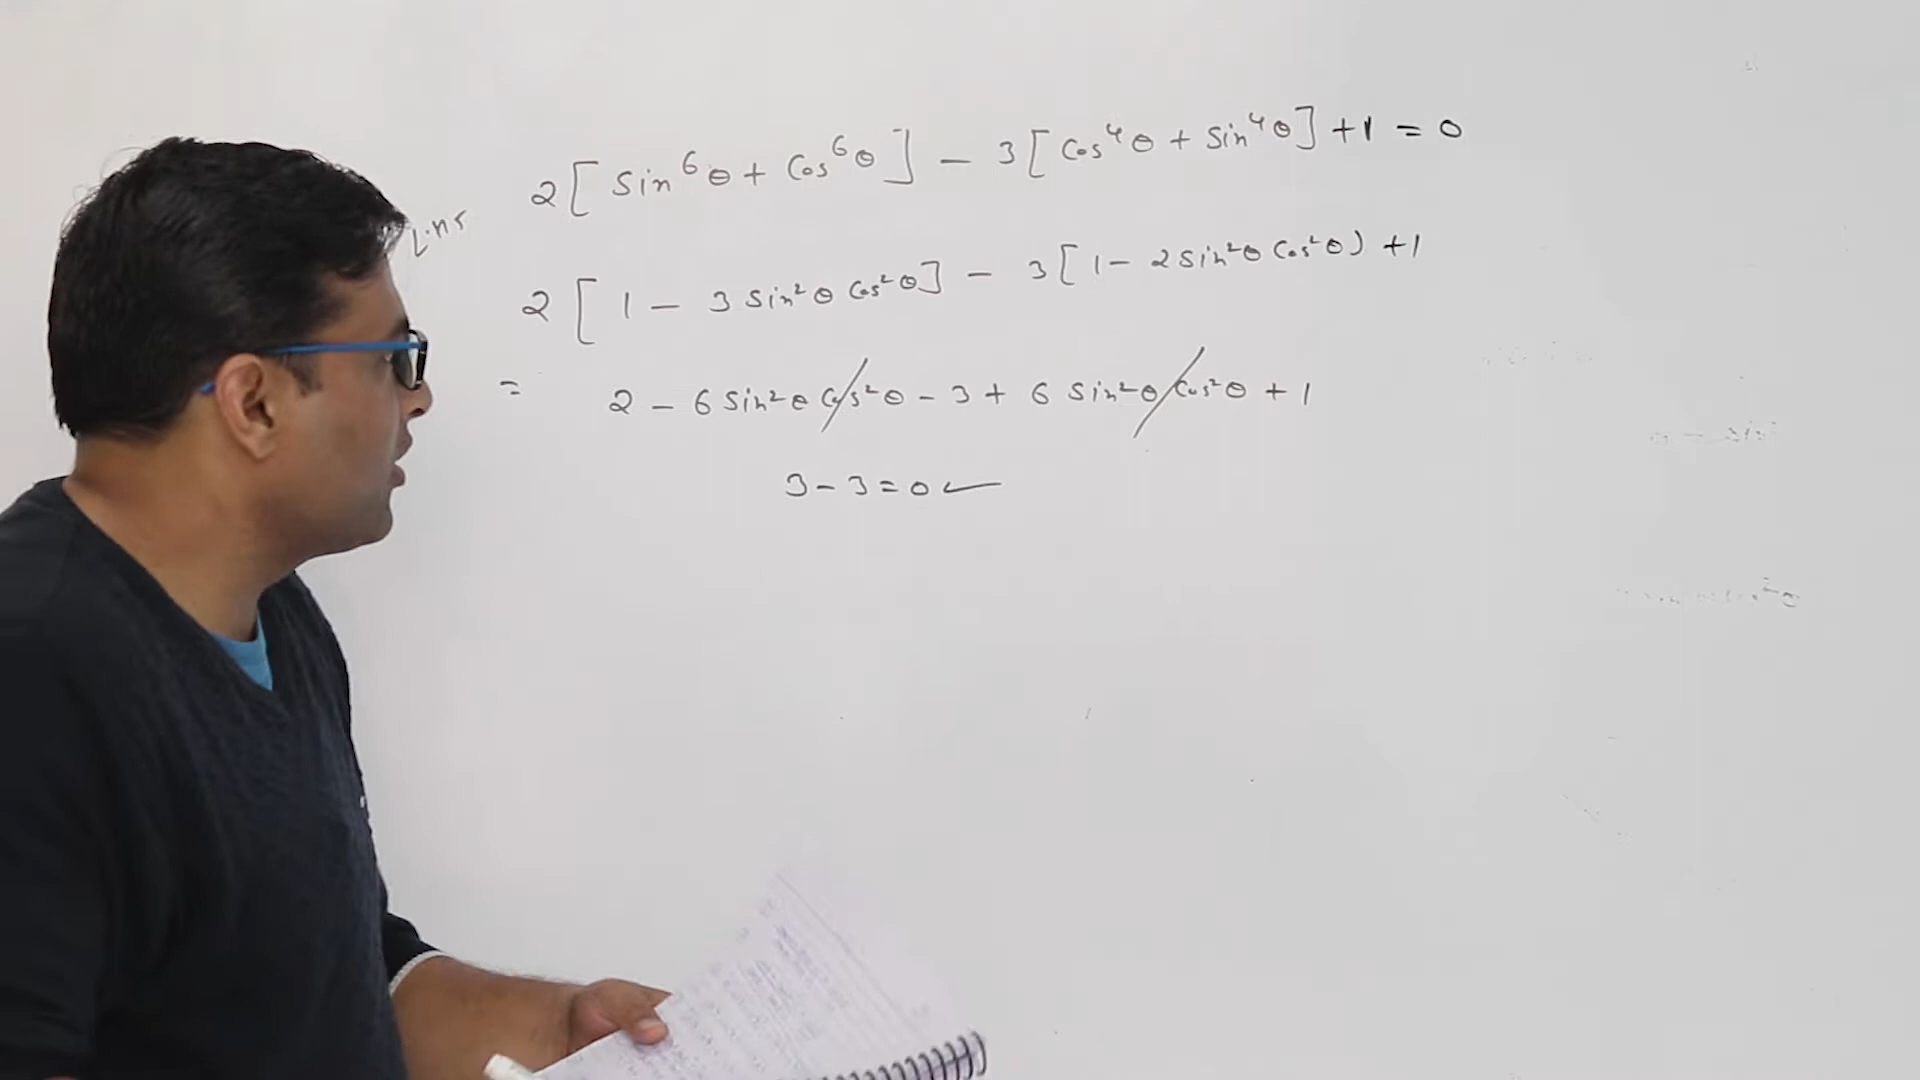 2[Sin⁶θ + Cos⁶θ] − 3[Cos⁴θ + Sin⁴θ] +1 = 0
L.H.S
2[1 − 3 Sin²θ Cos²θ] − 3[1 − 2 Sin²θ Cos²θ) +1
= 2 − 6 Sin²θ Cos²θ − 3 + 6 Sin²θ Cos²θ + 1
3 − 3 = 0